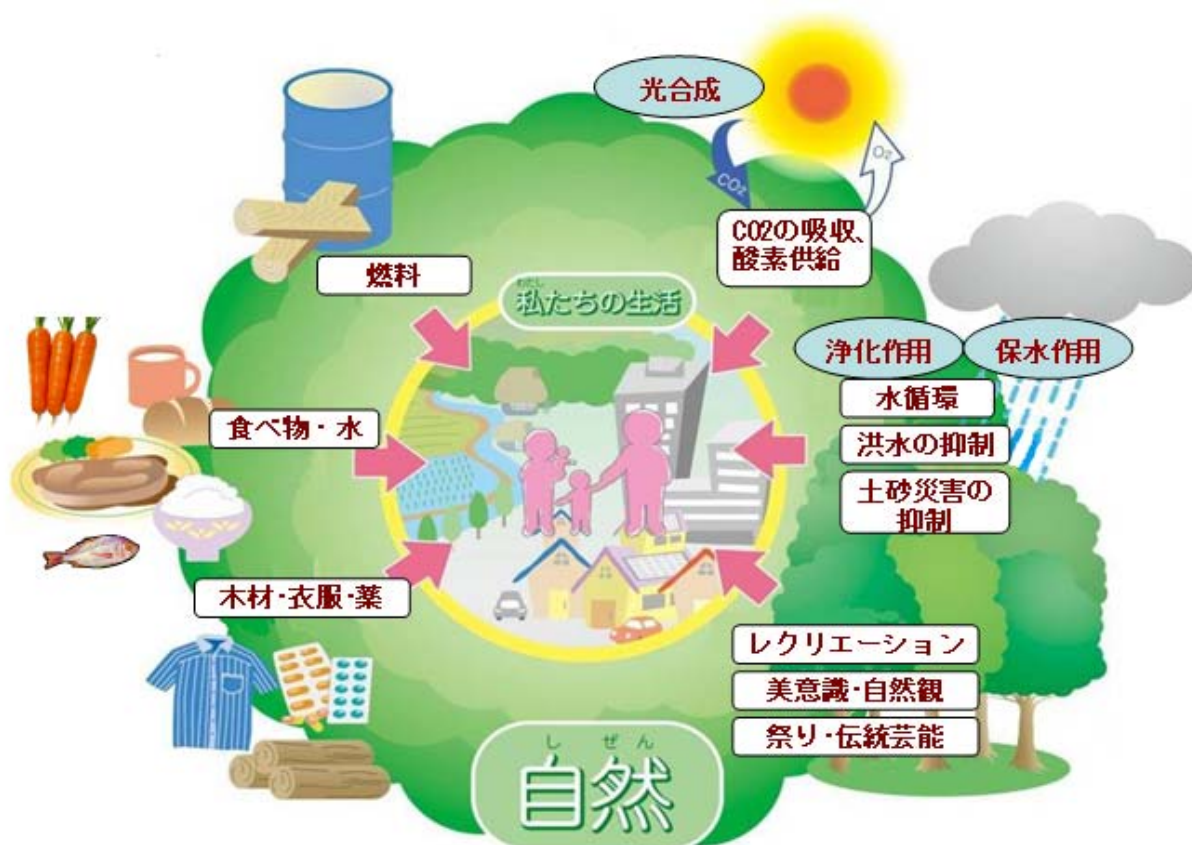 光合成
CO2
O2
CO2の吸収、
酸素供給
燃料
わたし
私たちの生活
浄化作用
保水作用
水循環
食べ物・水
洪水の抑制
土砂災害の
抑制
木材・衣服・薬
レクリエーション
美意識・自然観
祭り・伝統芸能
しぜん
自然